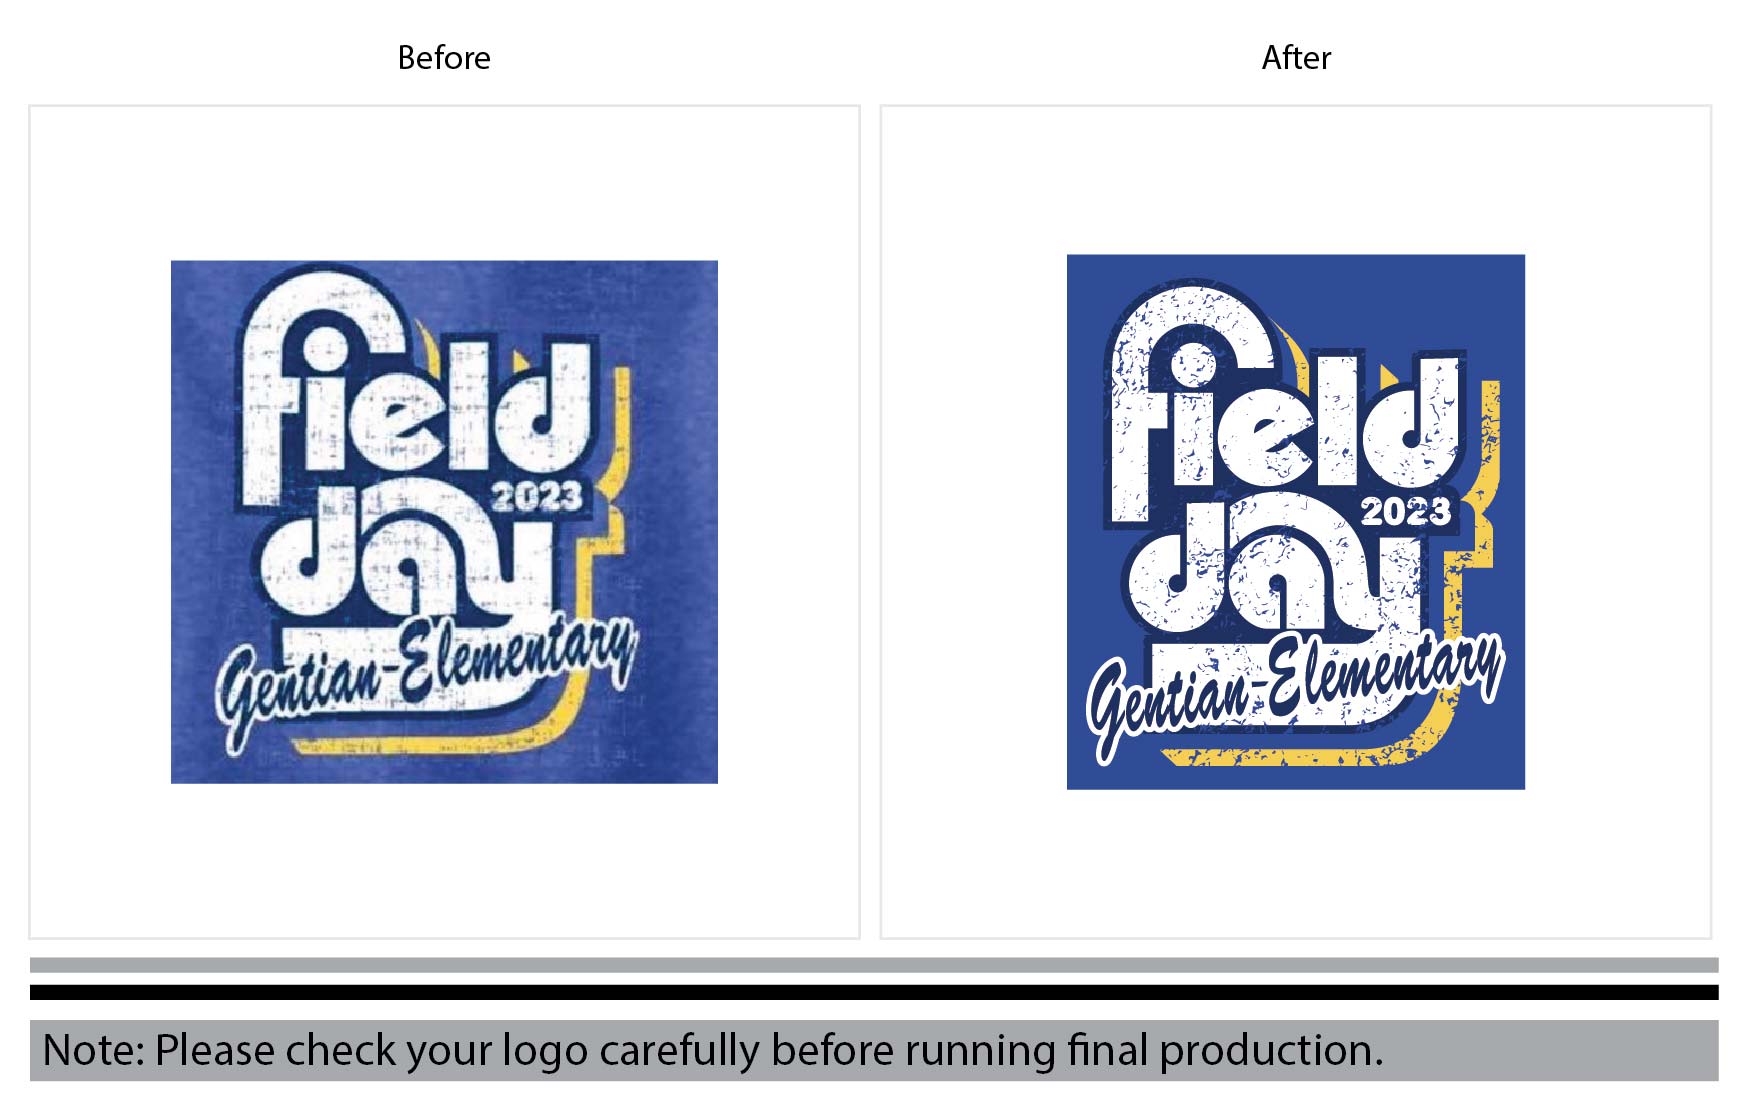 Before
After
field
day
2023
Gentian-Elementary
field
day
2023
Gentian-Elementary
Note: Please check your logo carefully before running final production.